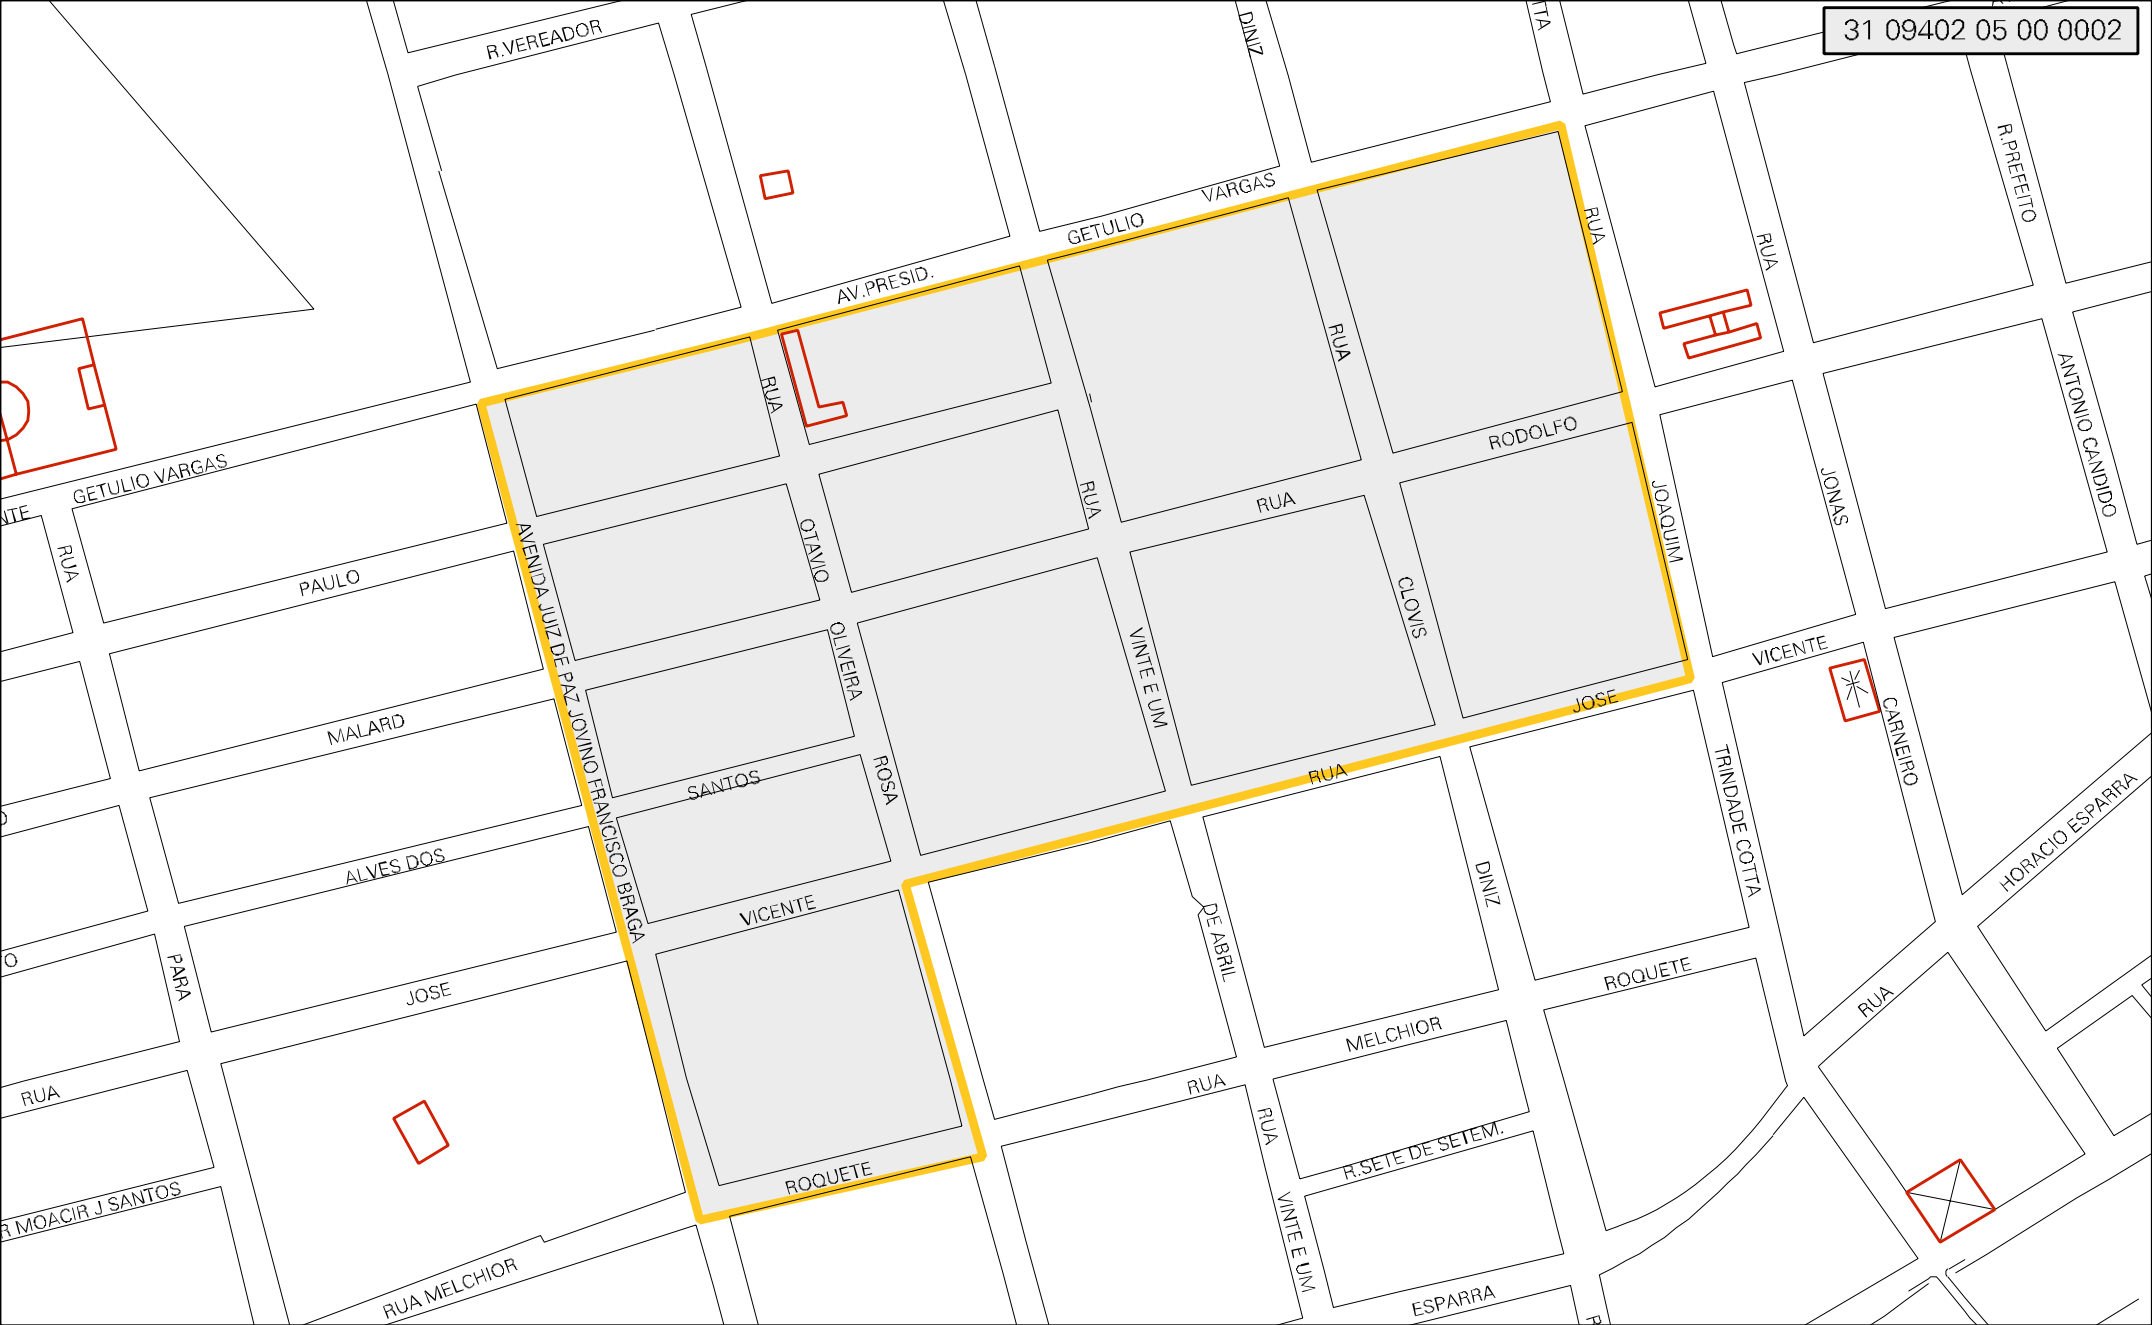 31 09402 05 00 0002
R.VEREADOR
DINIZ
TTA
VARGAS
GETULIO
AV.PRESID.
RUA
RUA
R.PREFEITO
RUA
RUA
RODOLFO
ANTONIO CANDIDO
GETULIO VARGAS
NTE
RUA
RUA
RUA
JOAQUIM
JONAS
PAULO
AVENIDA JUIZ DE PAZ JOVINO FRANCISCO BRAGA
OTAVIO
CLOVIS
OLIVEIRA
VINTE E UM
VICENTE
JOSE
MALARD
CARNEIRO
SANTOS
ROSA
RUA
TRINDADE COTTA
HORACIO ESPARRA
O
ALVES DOS
DINIZ
VICENTE
DE ABRIL
TO
PARA
JOSE
ROQUETE
RUA
MELCHIOR
RUA
RUA
RUA
R.SETE DE SETEM.
ROQUETE
R MOACIR J SANTOS
VINTE E UM
RUA MELCHIOR
ESPARRA
R